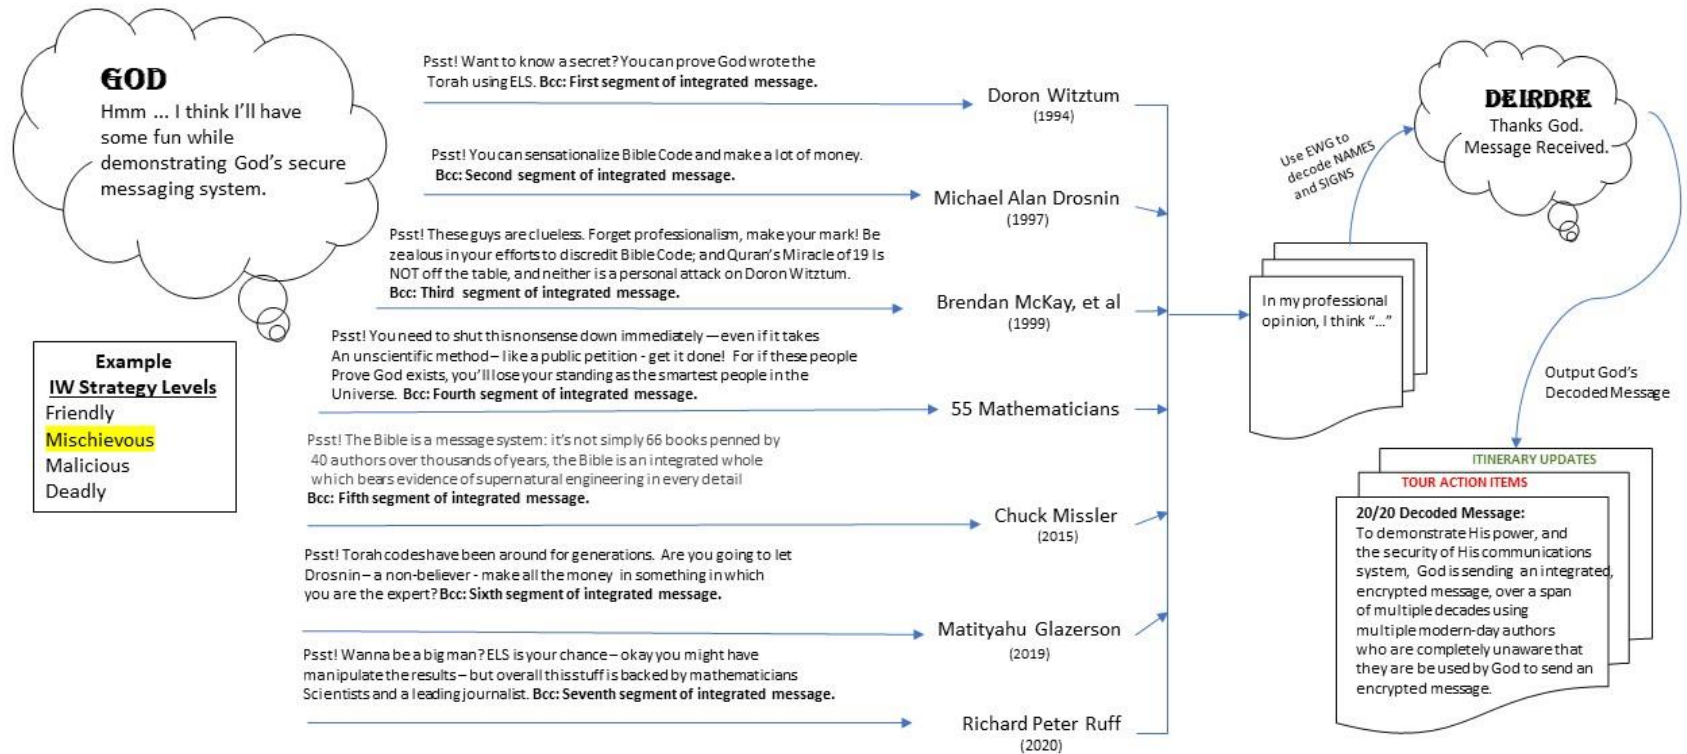 GOD
Hmm ... I think I'll have
some fun while
demonstrating God's secure
messaging system.
Example
IW Strategy Levels
Friendly
Mischievous
Malicious
Deadly
Psst! Want to know a secret? You can prove God wrote the
Torah using ELS. Bcc: First segment of integrated message.
Doron Witztum
(1994)
Psst! You can sensationalize Bible Code and make a lot of money.
Bcc: Second segment of integrated message.
Michael Alan Drosnin
(1997)
Psst! These guys are clueless. Forget professionalism, make your mark! Be
zealous in your efforts to discredit Bible Code; and Quran's Miracle of 19 Is
NOT off the table, and neither is a personal attack on Doron Witztum.
Bcc: Third segment of integrated message.
Brendan McKay, et al
(1999)
Psst! You need to shut this nonsense down immediately — even if it takes
An unscientific method – like a public petition - get it done! For if these people
Prove God exists, you'll lose your standing as the smartest people in the
Universe. Bcc: Fourth segment of integrated message.
55 Mathematicians
Psst! The Bible is a message system: it's not simply 66 books penned by
40 authors over thousands of years, the Bible is an integrated whole
which bears evidence of supernatural engineering in every detail
Bcc: Fifth segment of integrated message.
Chuck Missler
(2015)
Psst! Torah codes have been around for generations. Are you going to let
Drosnin – a non-believer - make all the money in something in which
you are the expert? Bcc: Sixth segment of integrated message.
Matityahu Glazerson
(2019)
Psst! Wanna be a big man? ELS is your chance – okay you might have
manipulate the results – but overall this stuff is backed by mathematicians
Scientists and a leading journalist. Bcc: Seventh segment of integrated message.
Richard Peter Ruff
(2020)
In my professional
opinion, I think "..."
Use EWG to
decode NAMES
and SIGNS
DEIRDRE
Thanks God.
Message Received.
Output God's
Decoded Message
ITINERARY UPDATES
TOUR ACTION ITEMS
20/20 Decoded Message:
To demonstrate His power, and
the security of His communications
system, God is sending an integrated,
encrypted message, over a span
of multiple decades using
multiple modern-day authors
who are completely unaware that
they are be used by God to send an
encrypted message.